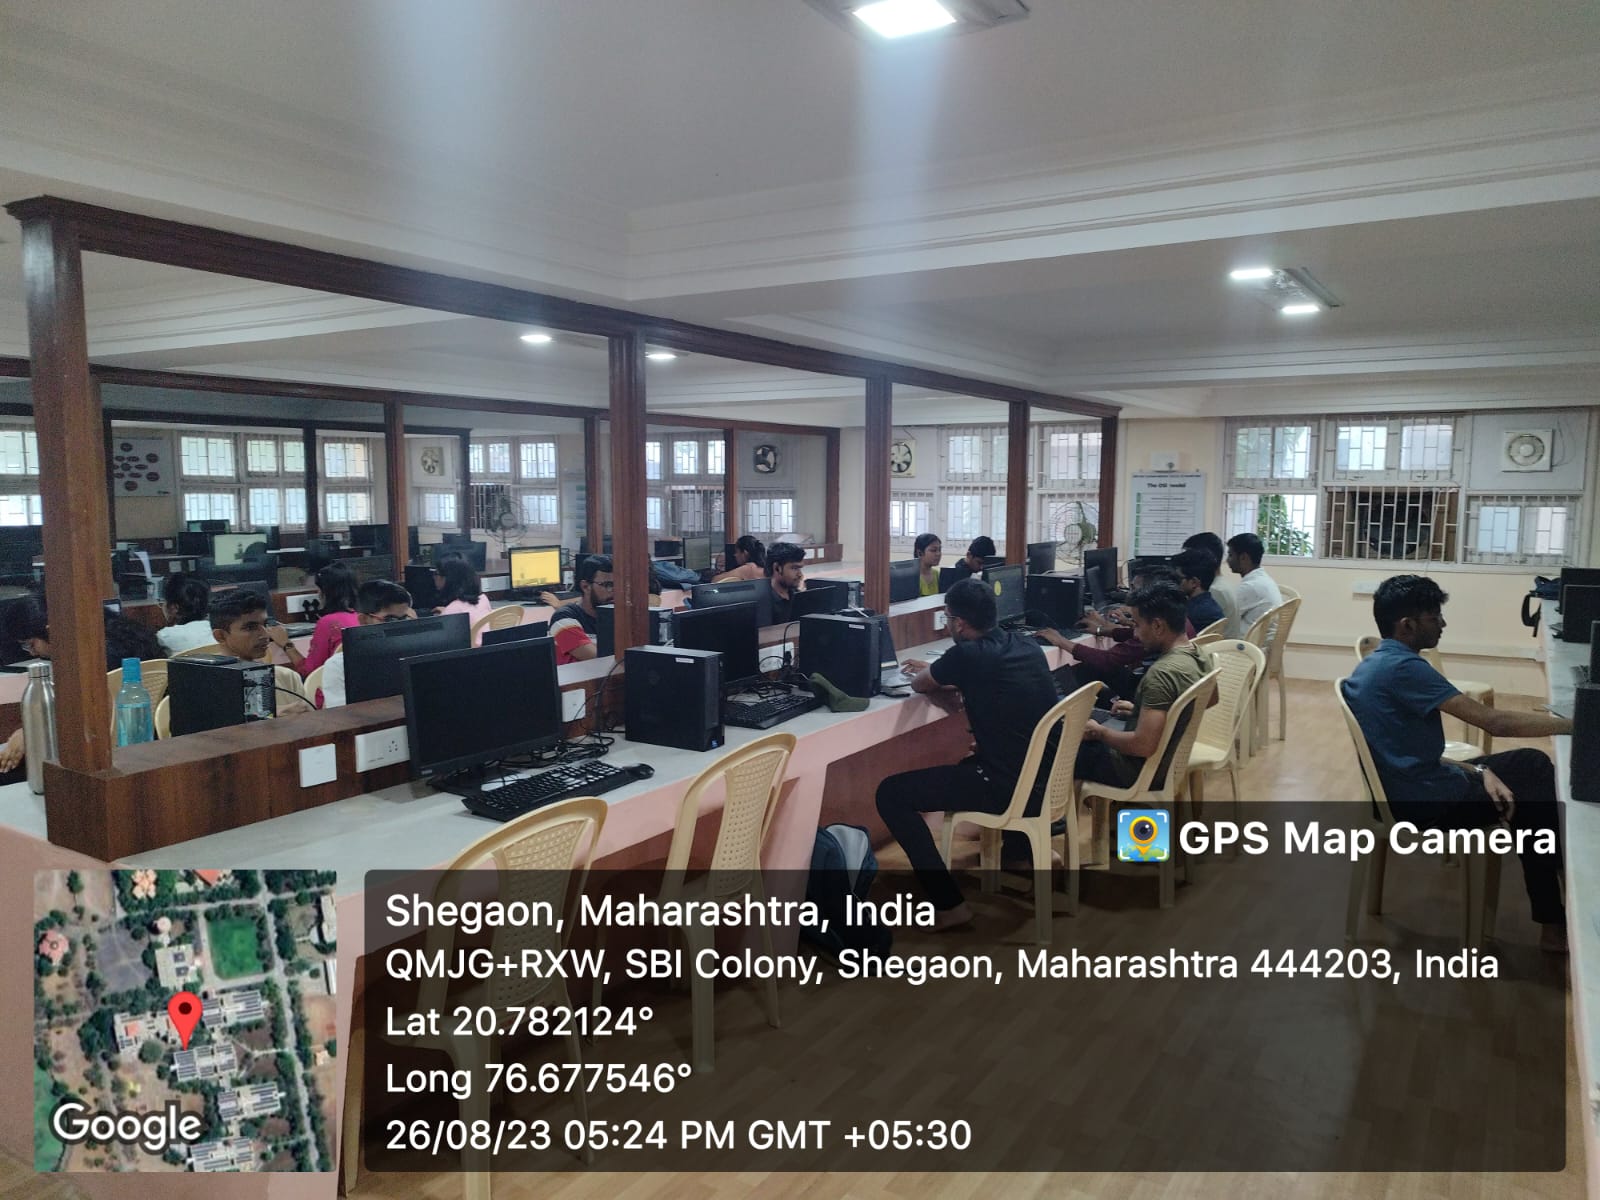 The OSI model
GPS Map Camera
Shegaon, Maharashtra, India
QMJG+RXW, SBI Colony, Shegaon, Maharashtra 444203, India
Lat 20.782124°
Long 76.677546°
26/08/23 05:24 PM GMT +05:30
Google